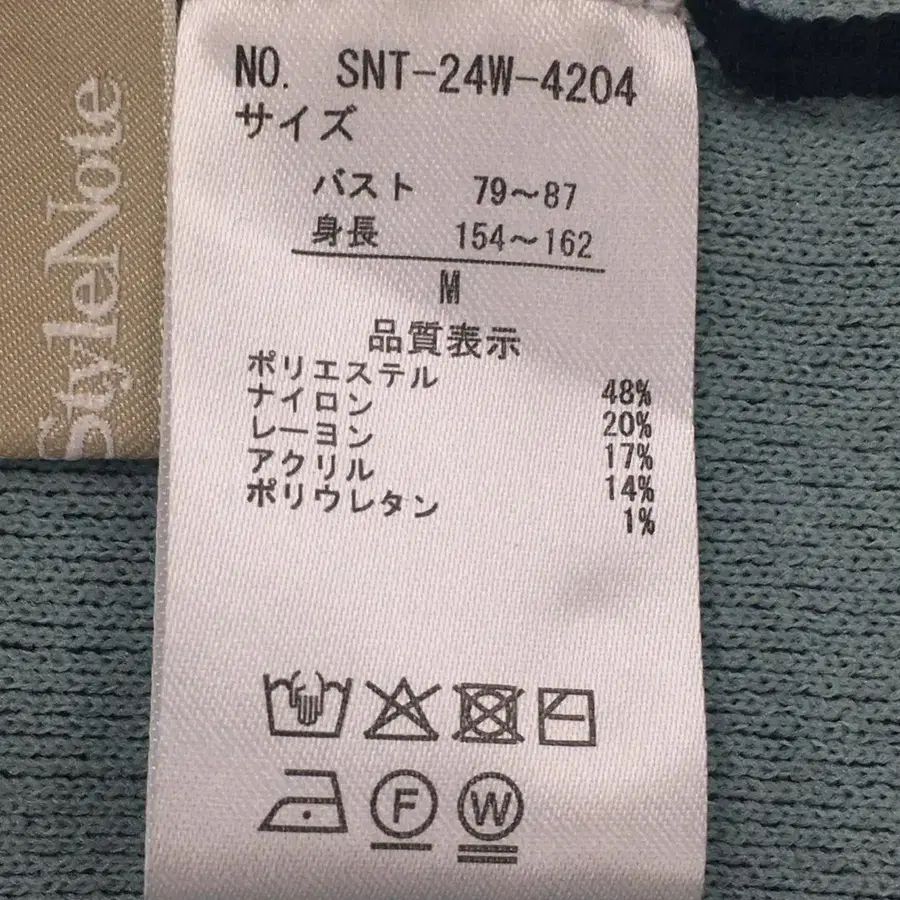 StyleNote
NO. SNT-24W-4204
サイズ
バスト 79～87
身長 154～162
M
品質表示
ポリエステル 48%
ナイロン 20%
レーヨン 17%
アクリル 14%
ポリウレタン 1%
F W